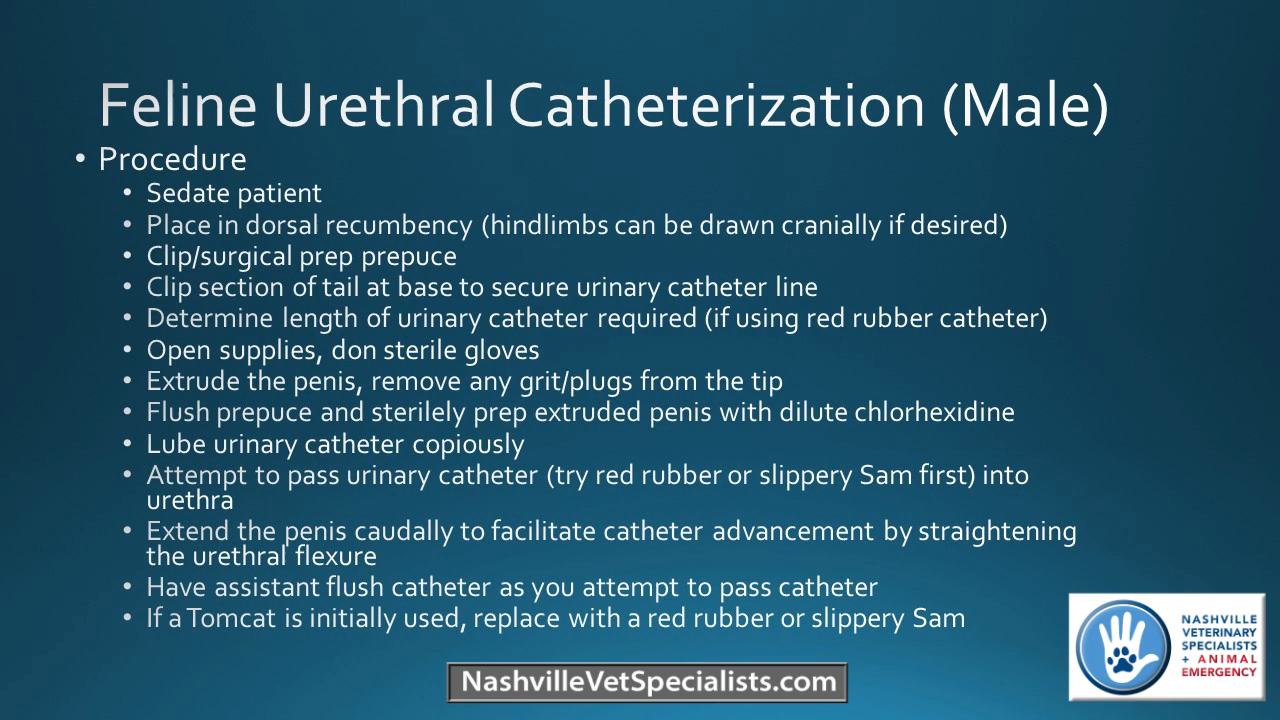 Feline Urethral Catheterization (Male)
• Procedure
• Sedate patient
• Place in dorsal recumbency (hindlimbs can be drawn cranially if desired)
• Clip/surgical prep prepuce
• Clip section of tail at base to secure urinary catheter line
• Determine length of urinary catheter required (if using red rubber catheter)
• Open supplies, don sterile gloves
• Extrude the penis, remove any grit/plugs from the tip
• Flush prepuce and sterilely prep extruded penis with dilute chlorhexidine
• Lube urinary catheter copiously
• Attempt to pass urinary catheter (try red rubber or slippery Sam first) into
urethra
• Extend the penis caudally to facilitate catheter advancement by straightening
the urethral flexure
• Have assistant flush catheter as you attempt to pass catheter
• If a Tomcat is initially used, replace with a red rubber or slippery Sam
NASHVILLE
VETERINARY
SPECIALISTS
+ ANIMAL
EMERGENCY
NashvilleVetSpecialists.com